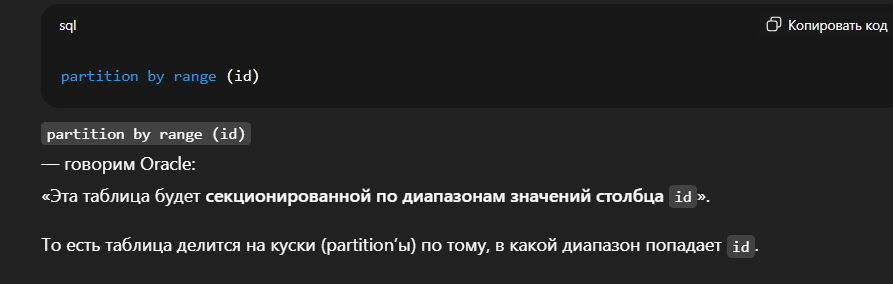 sql
Копировать код
partition by range (id)
partition by range (id)
— говорим Oracle:
«Эта таблица будет секционированной по диапазонам значений столбца id».
То есть таблица делится на куски (partition’ы) по тому, в какой диапазон попадает id.